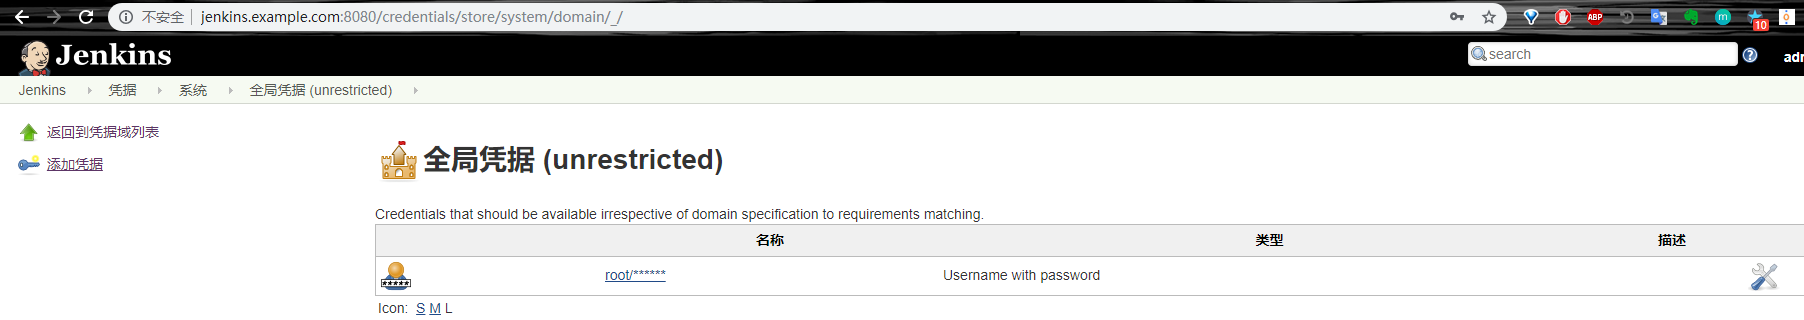 不安全 jenkins.example.com:8080/credentials/store/system/domain/_/
ABP
m
10
Jenkins
search
adr
Jenkins 凭据 系统 全局凭据 (unrestricted)
返回到凭据域列表
添加凭据
全局凭据 (unrestricted)
Credentials that should be available irrespective of domain specification to requirements matching.
名称 类型 描述
root/****** Username with password
Icon: S M L